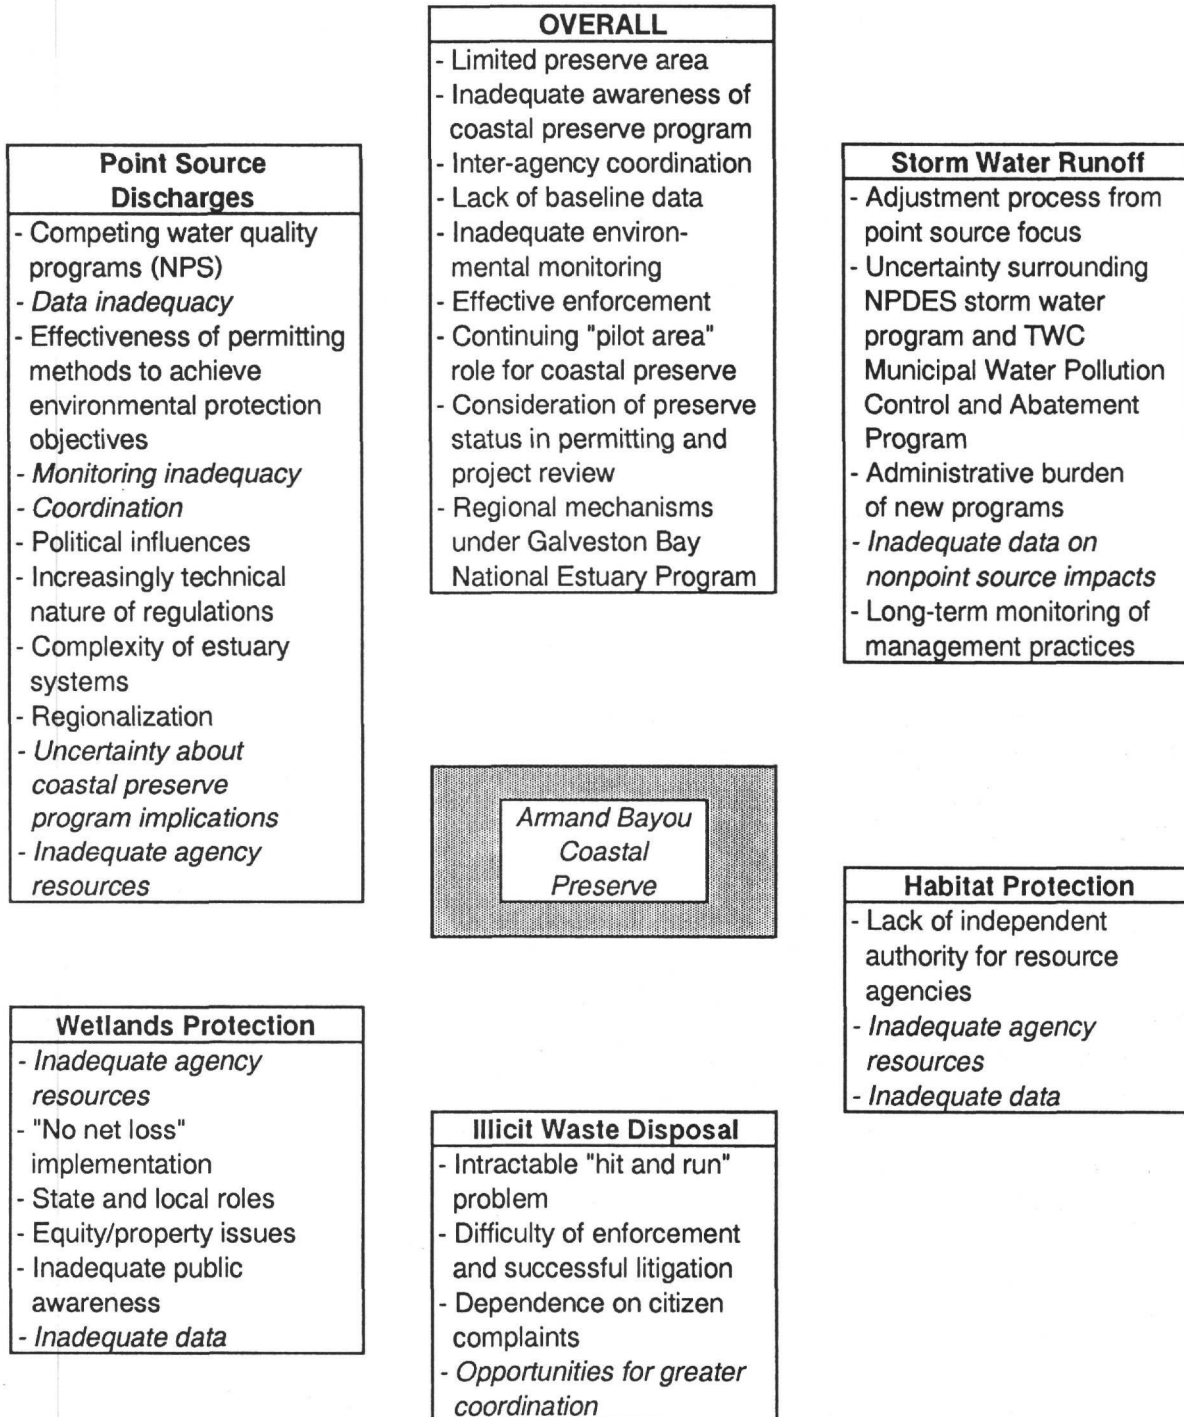 OVERALL
- Limited preserve area
- Inadequate awareness of
coastal preserve program
- Inter-agency coordination
- Lack of baseline data
- Inadequate environ-
mental monitoring
- Effective enforcement
- Continuing "pilot area"
role for coastal preserve
- Consideration of preserve
status in permitting and
project review
- Regional mechanisms
under Galveston Bay
National Estuary Program
Point Source
Discharges
- Competing water quality
programs (NPS)
- Data inadequacy
- Effectiveness of permitting
methods to achieve
environmental protection
objectives
- Monitoring inadequacy
- Coordination
- Political influences
- Increasingly technical
nature of regulations
- Complexity of estuary
systems
- Regionalization
- Uncertainty about
coastal preserve
program implications
- Inadequate agency
resources
Storm Water Runoff
- Adjustment process from
point source focus
- Uncertainty surrounding
NPDES storm water
program and TWC
Municipal Water Pollution
Control and Abatement
Program
- Administrative burden
of new programs
- Inadequate data on
nonpoint source impacts
- Long-term monitoring of
management practices
Armand Bayou
Coastal
Preserve
Habitat Protection
- Lack of independent
authority for resource
agencies
- Inadequate agency
resources
- Inadequate data
Wetlands Protection
- Inadequate agency
resources
- "No net loss"
implementation
- State and local roles
- Equity/property issues
- Inadequate public
awareness
- Inadequate data
Illicit Waste Disposal
- Intractable "hit and run"
problem
- Difficulty of enforcement
and successful litigation
- Dependence on citizen
complaints
- Opportunities for greater
coordination